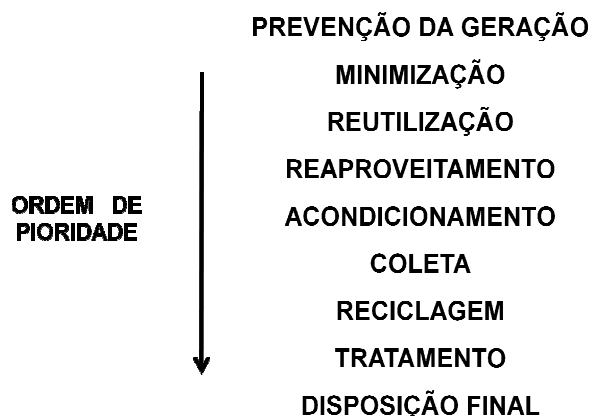 PREVENÇÃO DA GERAÇÃO
MINIMIZAÇÃO
REUTILIZAÇÃO
REAPROVEITAMENTO
ORDEM DE
PIORIDADE
ACONDICIONAMENTO
COLETA
RECICLAGEM
TRATAMENTO
DISPOSIÇÃO FINAL